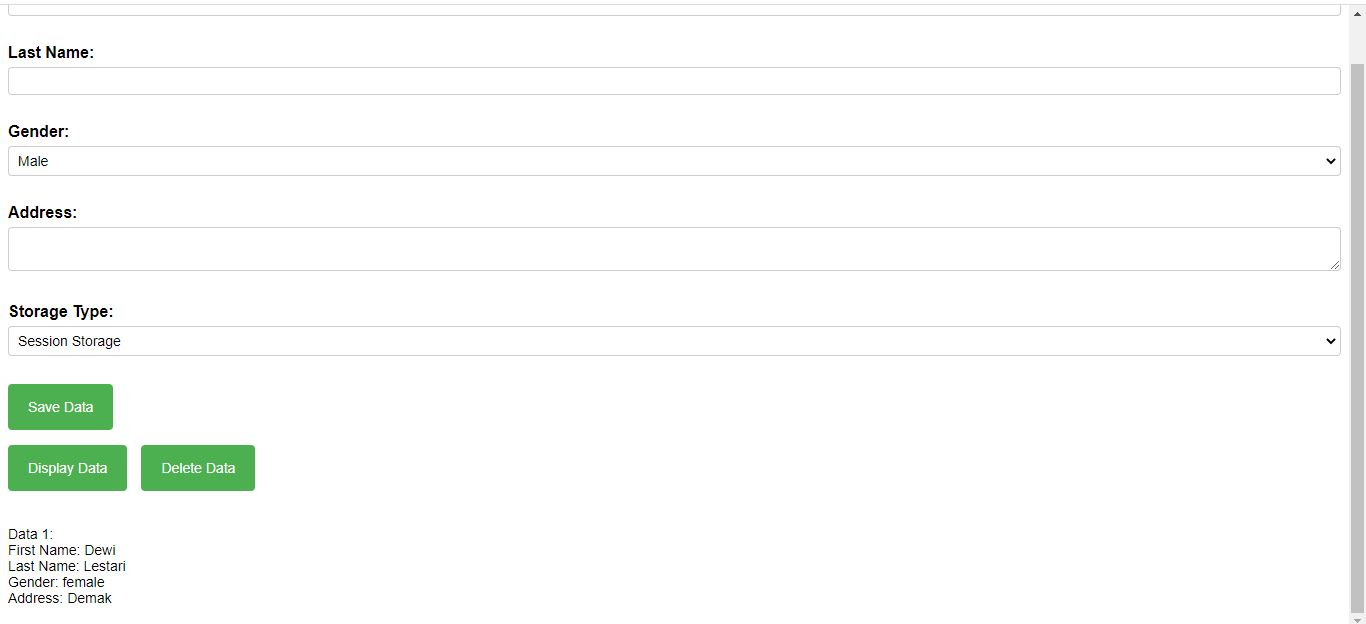 Last Name:
Gender:
Male
Address:
Storage Type:
Session Storage
Save Data
Display Data Delete Data
Data 1:
First Name: Dewi
Last Name: Lestari
Gender: female
Address: Demak